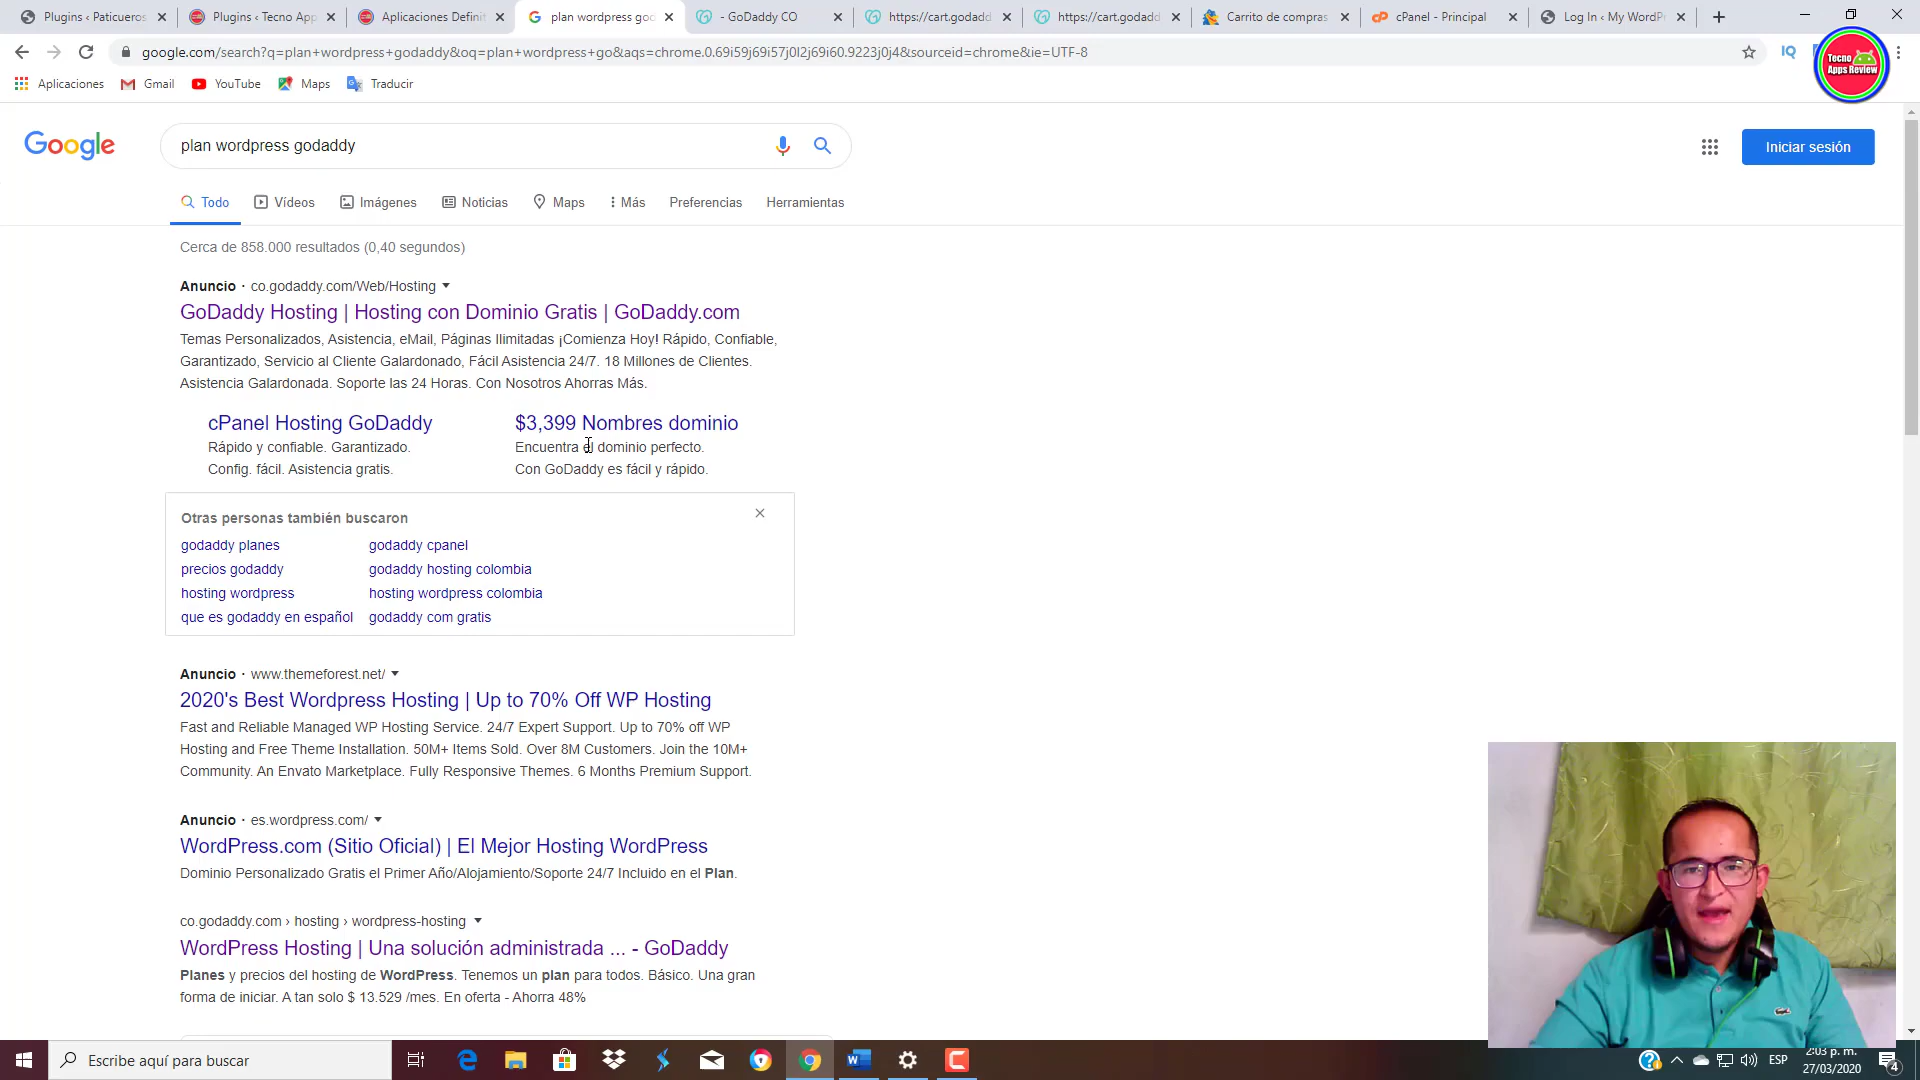 Plugins ‹ Paticueros
Plugins ‹ Tecno App
Aplicaciones Definit
plan wordpress god
- GoDaddy CO
https://cart.godadd
https://cart.godadd
Carrito de compras
cPanel - Principal
Log In ‹ My WordPr
google.com/search?q=plan+wordpress+godaddy&oq=plan+wordpress+go&aqs=chrome.0.69i59j69i57j0l2j69i60.9223j0j4&sourceid=chrome&ie=UTF-8
IQ
Tecno
Apps Review
Aplicaciones
Gmail
YouTube
Maps
Traducir
Google
plan wordpress godaddy
Iniciar sesión
Todo
Vídeos
Imágenes
Noticias
Maps
Más
Preferencias
Herramientas
Cerca de 858.000 resultados (0,40 segundos)
Anuncio · co.godaddy.com/Web/Hosting
GoDaddy Hosting | Hosting con Dominio Gratis | GoDaddy.com
Temas Personalizados, Asistencia, eMail, Páginas Ilimitadas ¡Comienza Hoy! Rápido, Confiable,
Garantizado, Servicio al Cliente Galardonado, Fácil Asistencia 24/7. 18 Millones de Clientes.
Asistencia Galardonada. Soporte las 24 Horas. Con Nosotros Ahorras Más.
cPanel Hosting GoDaddy
Rápido y confiable. Garantizado.
Config. fácil. Asistencia gratis.
$3,399 Nombres dominio
Encuentra el dominio perfecto.
Con GoDaddy es fácil y rápido.
Otras personas también buscaron
godaddy planes
godaddy cpanel
precios godaddy
godaddy hosting colombia
hosting wordpress
hosting wordpress colombia
que es godaddy en español
godaddy com gratis
Anuncio · www.themeforest.net/
2020's Best Wordpress Hosting | Up to 70% Off WP Hosting
Fast and Reliable Managed WP Hosting Service. 24/7 Expert Support. Up to 70% off WP
Hosting and Free Theme Installation. 50M+ Items Sold. Over 8M Customers. Join the 10M+
Community. An Envato Marketplace. Fully Responsive Themes. 6 Months Premium Support.
Anuncio · es.wordpress.com/
WordPress.com (Sitio Oficial) | El Mejor Hosting WordPress
Dominio Personalizado Gratis el Primer Año/Alojamiento/Soporte 24/7 Incluido en el Plan.
co.godaddy.com › hosting › wordpress-hosting
WordPress Hosting | Una solución administrada ... - GoDaddy
Planes y precios del hosting de WordPress. Tenemos un plan para todos. Básico. Una gran
forma de iniciar. A tan solo $ 13.529 /mes. En oferta - Ahorra 48%
Escribe aquí para buscar
ESP
2:03 p. m.
27/03/2020
4